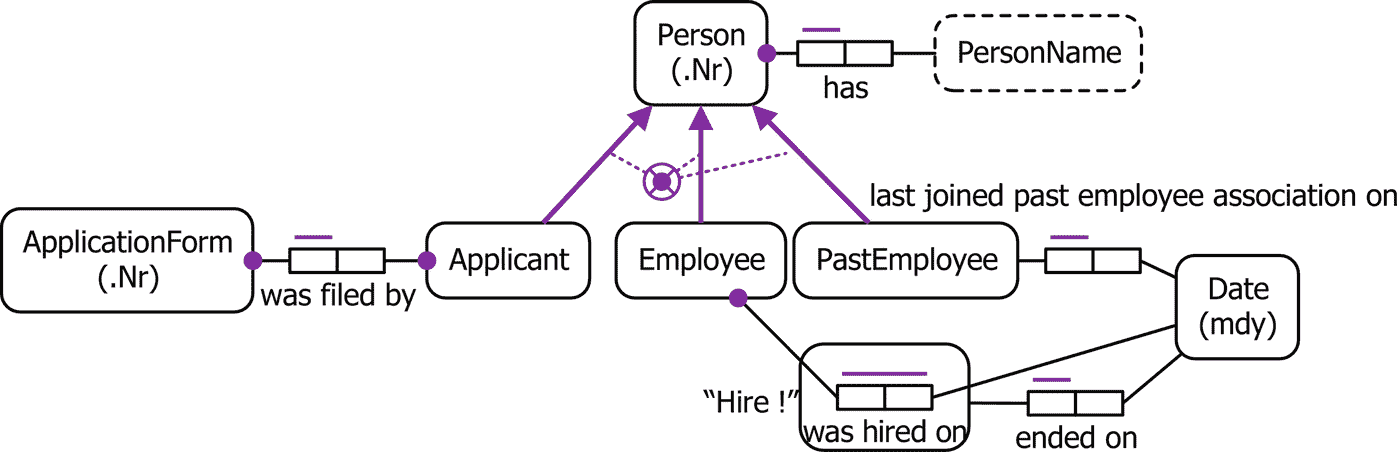 Person
(.Nr)
has
PersonName
last joined past employee association on
ApplicationForm
(.Nr)
was filed by
Applicant
Employee
PastEmployee
Date
(mdy)
“Hire !”
was hired on
ended on